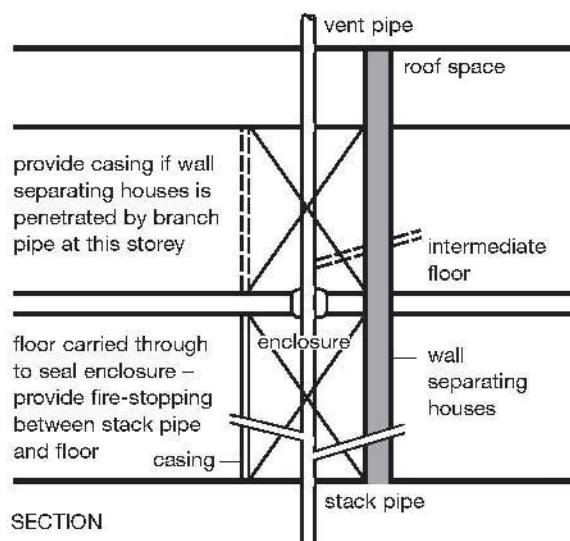 vent pipe
roof space
provide casing if wall
separating houses is
penetrated by branch
pipe at this storey
intermediate
floor
enclosure
floor carried through
to seal enclosure –
provide fire-stopping
between stack pipe
and floor
wall
separating
houses
casing
stack pipe
SECTION